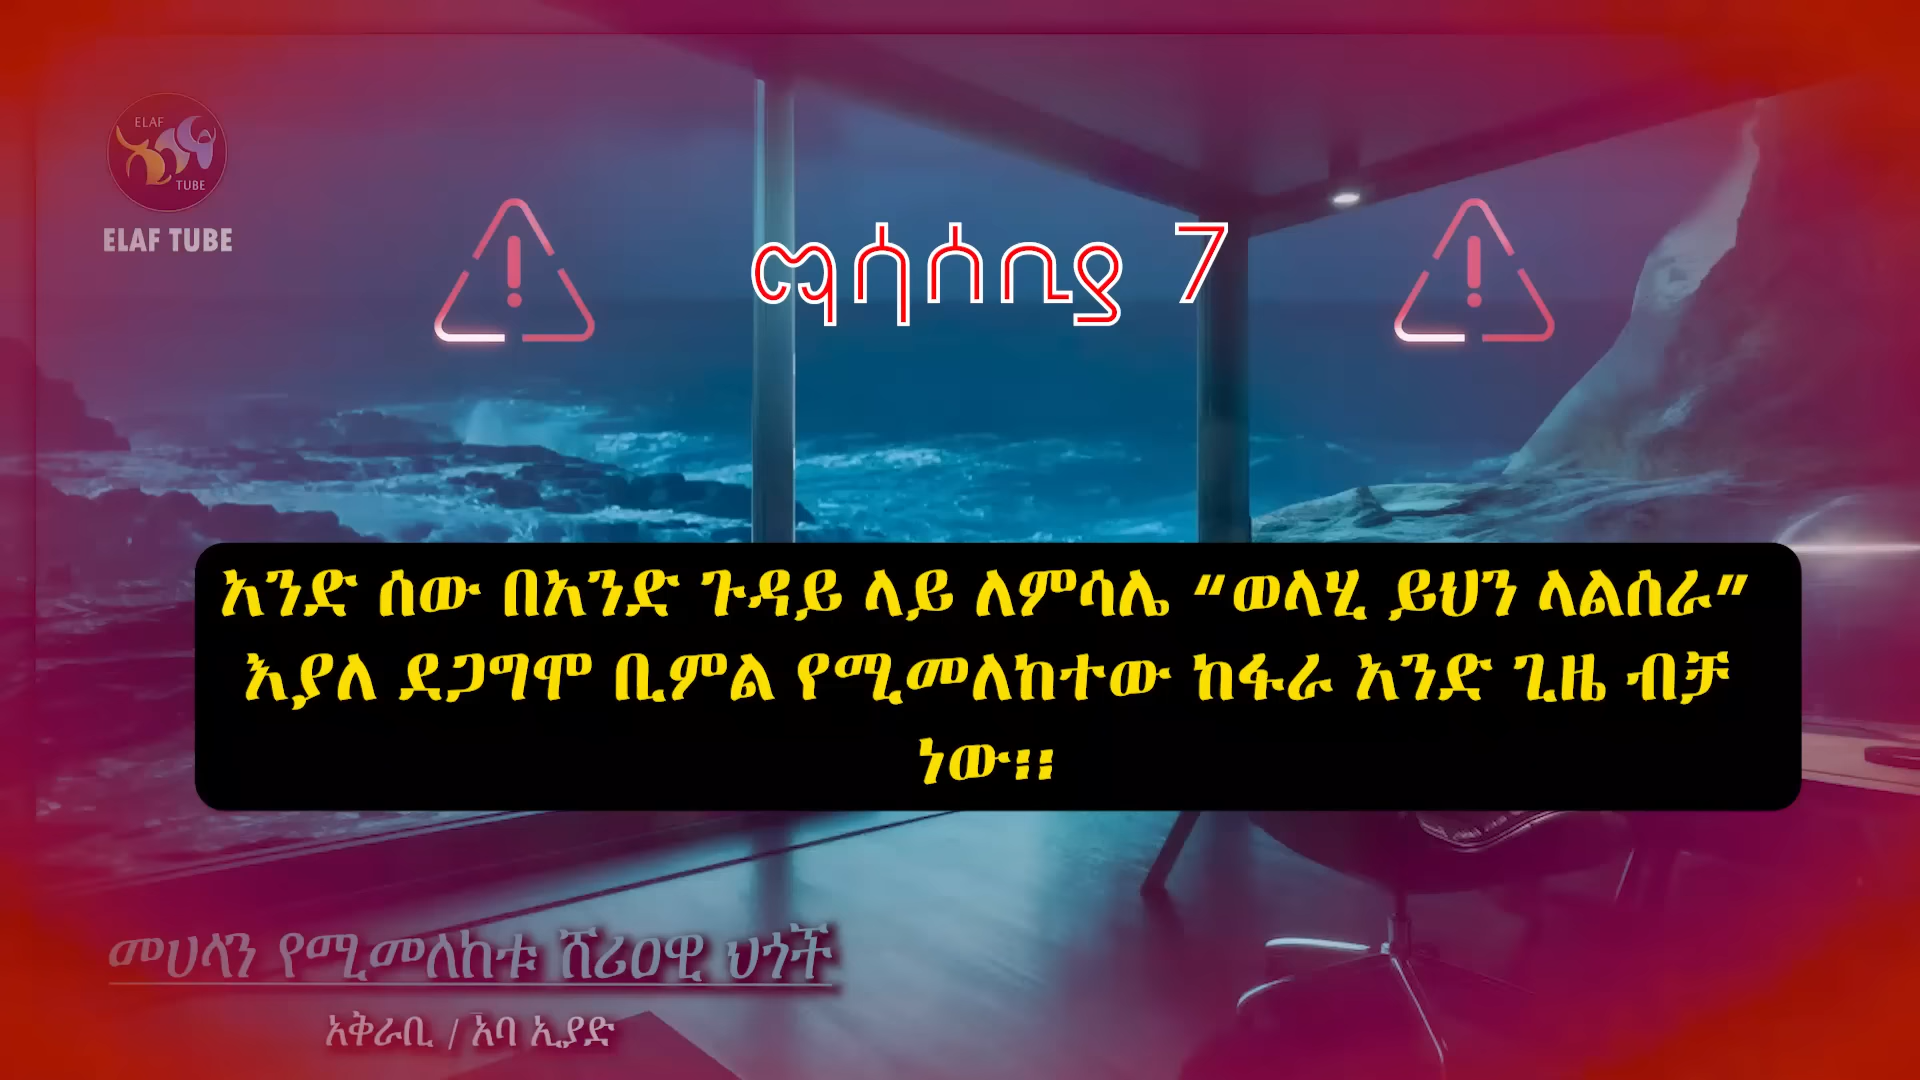 ELAF
ኢላፍ
TUBE
ELAF TUBE
ማሳሰቢያ 7
አንድ ሰው በአንድ ጉዳይ ላይ ለምሳሌ “ወላሂ ይህን ላልሰራ”
እያለ ደጋግሞ ቢምል የሚመለከተው ከፋራ አንድ ጊዜ ብቻ
ነው፡፡
መሀላን የሚመለከቱ ሸሪዐዊ ህጎች
አቅራቢ / አባ ኢያድ